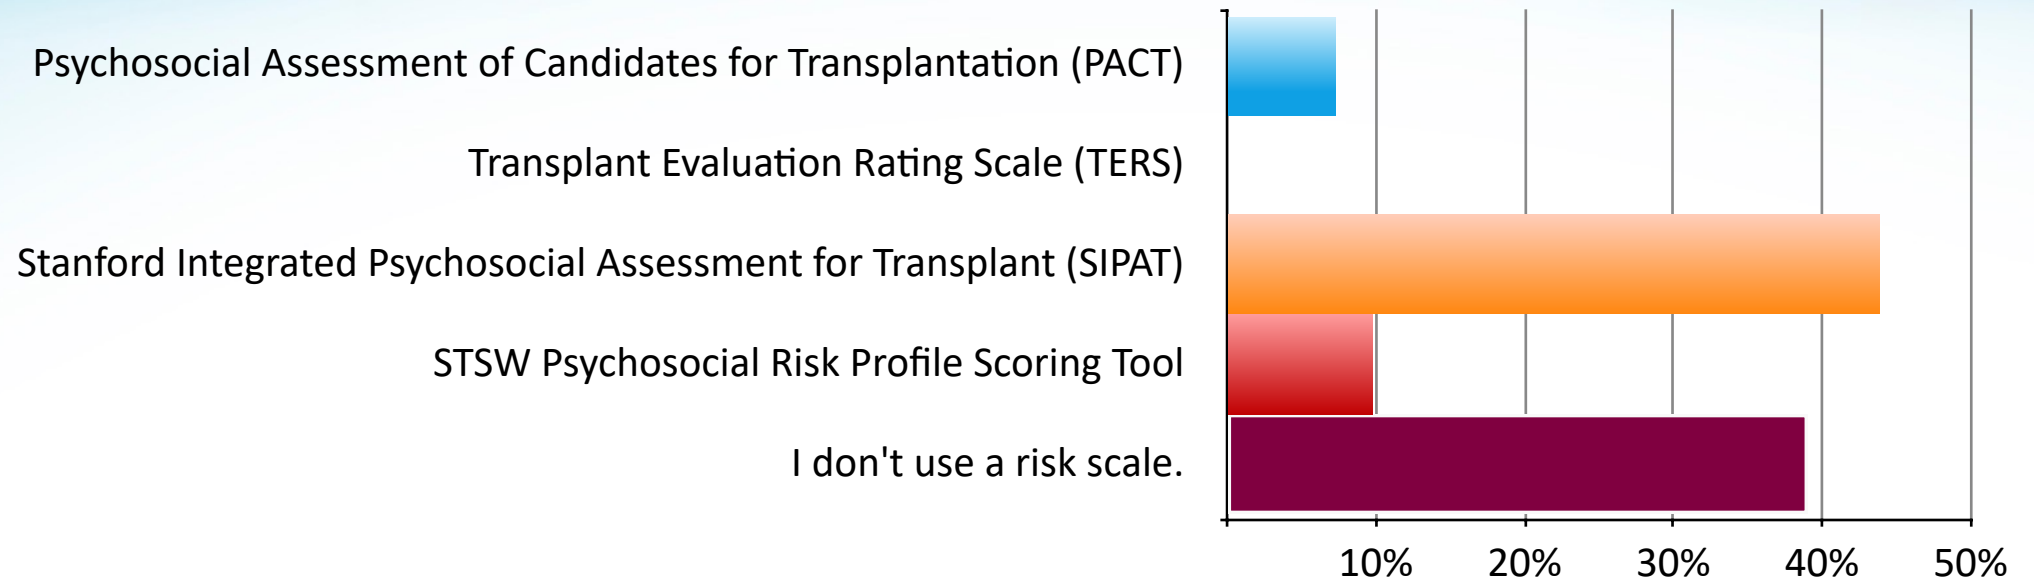 Psychosocial Assessment of Candidates for Transplantation (PACT)
Transplant Evaluation Rating Scale (TERS)
Stanford Integrated Psychosocial Assessment for Transplant (SIPAT)
STSW Psychosocial Risk Profile Scoring Tool
I don't use a risk scale.
10% 20% 30% 40% 50%